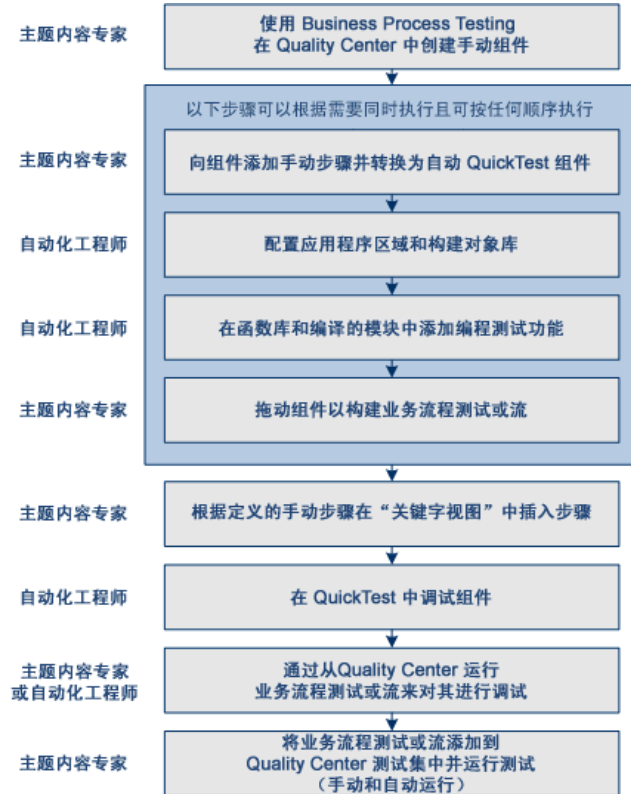 主题内容专家
使用 Business Process Testing
在 Quality Center 中创建手动组件
以下步骤可以根据需要同时执行且可按任何顺序执行
主题内容专家
向组件添加手动步骤并转换为自动 QuickTest 组件
自动化工程师
配置应用程序区域和构建对象库
自动化工程师
在函数库和编译的模块中添加编程测试功能
主题内容专家
拖动组件以构建业务流程测试或流
主题内容专家
根据定义的手动步骤在“关键字视图”中插入步骤
自动化工程师
在 QuickTest 中调试组件
主题内容专家
或自动化工程师
通过从Quality Center 运行
业务流程测试或流来对其进行调试
主题内容专家
将业务流程测试或流添加到
Quality Center 测试集中并运行测试
（手动和自动运行）